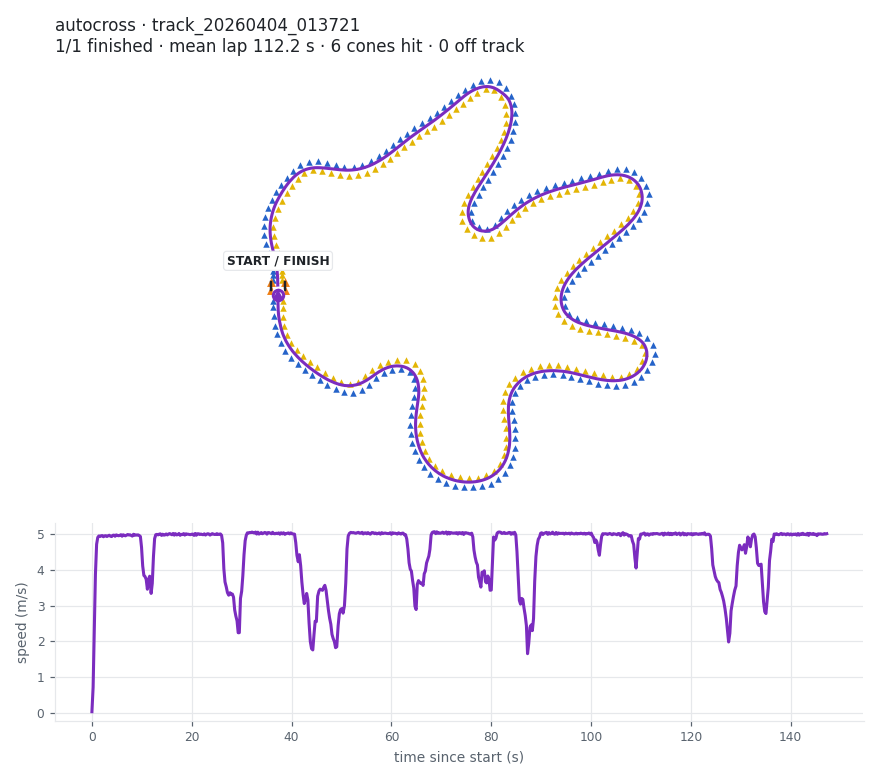 autocross · track_20260404_013721
1/1 finished · mean lap 112.2 s · 6 cones hit · 0 off track
START / FINISH
5
4
3
2
1
0
speed (m/s)
0 20 40 60 80 100 120 140
time since start (s)